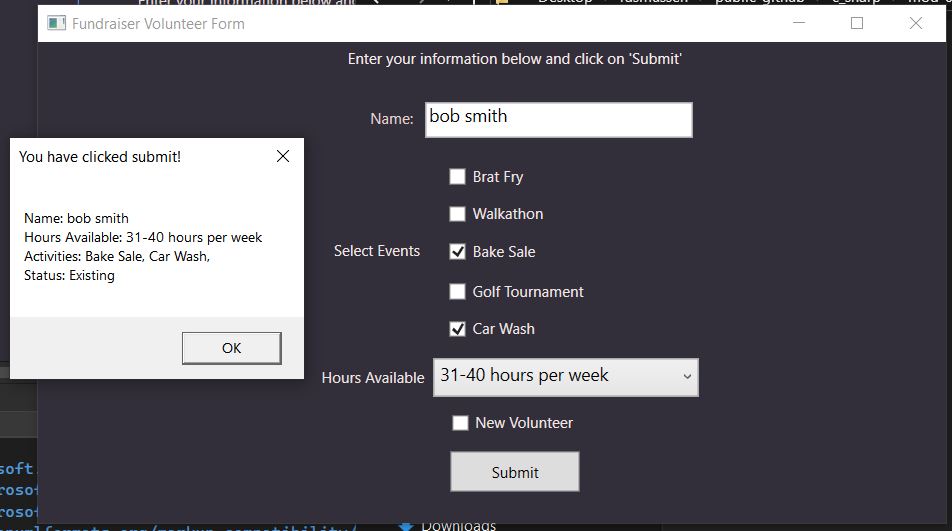 Fundraiser Volunteer Form
Enter your information below and click on 'Submit'
Name: bob smith
You have clicked submit!
Name: bob smith
Hours Available: 31-40 hours per week
Activities: Bake Sale, Car Wash,
Status: Existing
OK
Brat Fry
Walkathon
Select Events
Bake Sale
Golf Tournament
Car Wash
Hours Available 31-40 hours per week
New Volunteer
Submit
soft.
rosof
rosof
Downloads